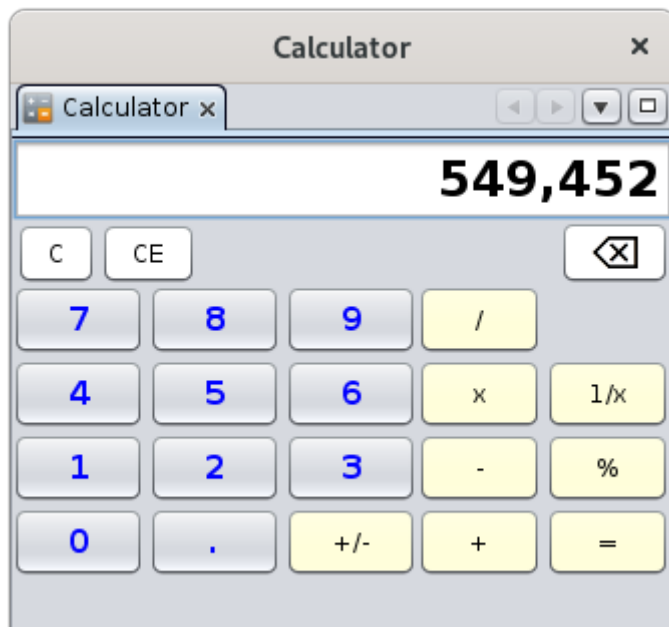 Calculator
Calculator
549,452
C CE
7 8 9 /
4 5 6 x 1/x
1 2 3 - %
0 . +/- + =